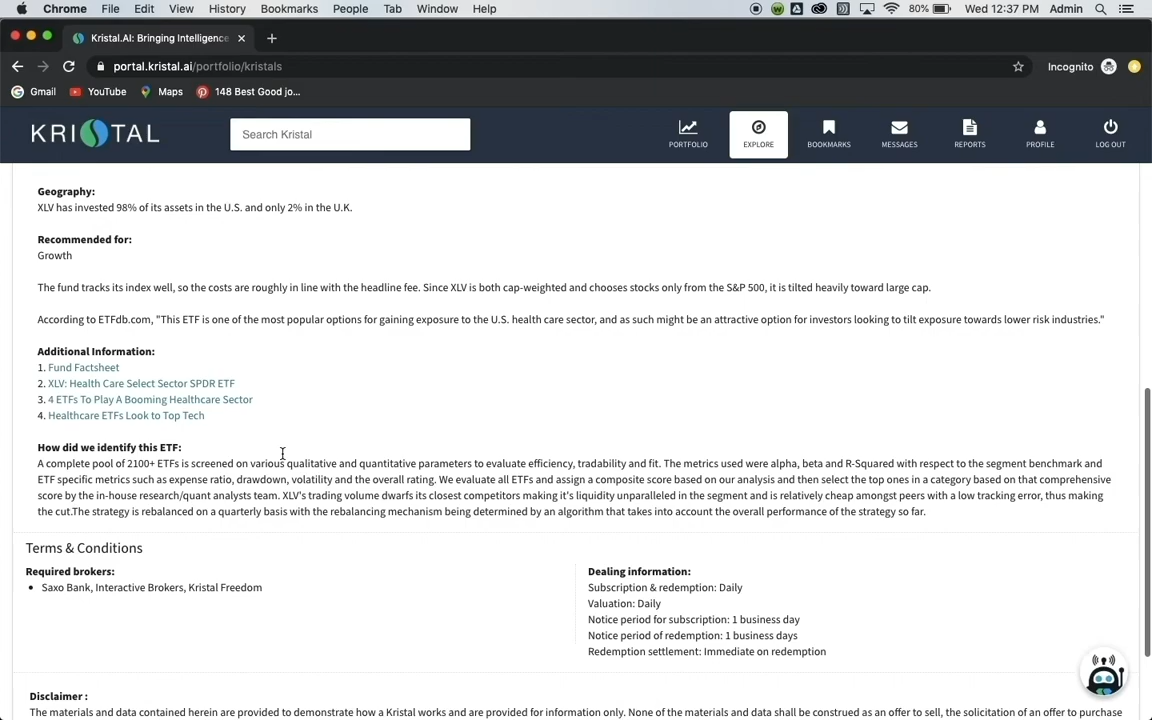 Chrome File Edit View History Bookmarks People Tab Window Help 80% Wed 12:37 PM Admin
Kristal.AI: Bringing Intelligence
portal.kristal.ai/portfolio/kristals Incognito
Gmail YouTube Maps 148 Best Good jo...
KRISTAL Search Kristal PORTFOLIO EXPLORE BOOKMARKS MESSAGES REPORTS PROFILE LOG OUT
Geography:
XLV has invested 98% of its assets in the U.S. and only 2% in the U.K.
Recommended for:
Growth
The fund tracks its index well, so the costs are roughly in line with the headline fee. Since XLV is both cap-weighted and chooses stocks only from the S&P 500, it is tilted heavily toward large cap.
According to ETFdb.com, "This ETF is one of the most popular options for gaining exposure to the U.S. health care sector, and as such might be an attractive option for investors looking to tilt exposure towards lower risk industries."
Additional Information:
1. Fund Factsheet
2. XLV: Health Care Select Sector SPDR ETF
3. 4 ETFs To Play A Booming Healthcare Sector
4. Healthcare ETFs Look to Top Tech
How did we identify this ETF:
A complete pool of 2100+ ETFs is screened on various qualitative and quantitative parameters to evaluate efficiency, tradability and fit. The metrics used were alpha, beta and R-Squared with respect to the segment benchmark and
ETF specific metrics such as expense ratio, drawdown, volatility and the overall rating. We evaluate all ETFs and assign a composite score based on our analysis and then select the top ones in a category based on that comprehensive
score by the in-house research/quant analysts team. XLV's trading volume dwarfs its closest competitors making it's liquidity unparalleled in the segment and is relatively cheap amongst peers with a low tracking error, thus making
the cut.The strategy is rebalanced on a quarterly basis with the rebalancing mechanism being determined by an algorithm that takes into account the overall performance of the strategy so far.
Terms & Conditions
Required brokers:
• Saxo Bank, Interactive Brokers, Kristal Freedom
Dealing information:
Subscription & redemption: Daily
Valuation: Daily
Notice period for subscription: 1 business day
Notice period of redemption: 1 business days
Redemption settlement: Immediate on redemption
Disclaimer :
The materials and data contained herein are provided to demonstrate how a Kristal works and are provided for information only. None of the materials and data shall be construed as an offer to sell, the solicitation of an offer to purchase